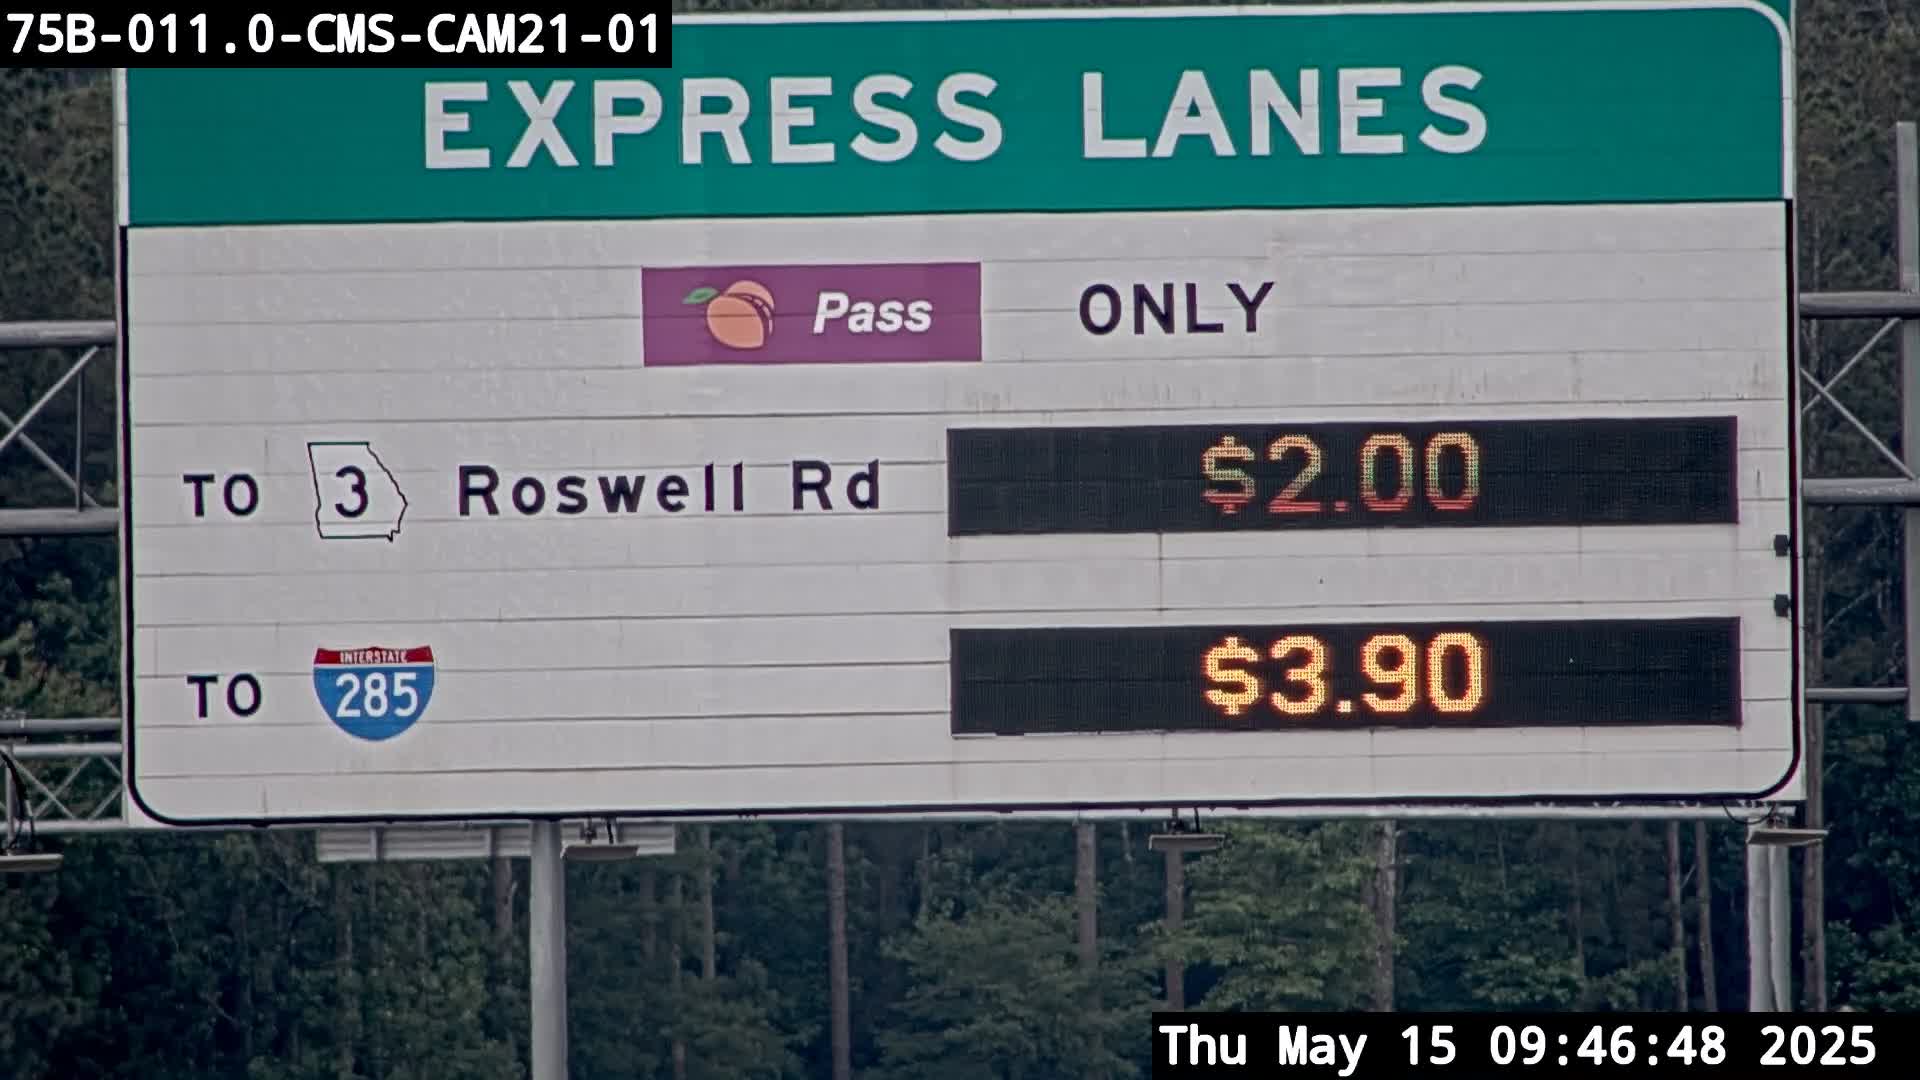 75B-011.0-CMS-CAM21-01
EXPRESS LANES
Pass ONLY
TO 3 Roswell Rd $2.00
INTERSTATE
TO 285 $3.90
Thu May 15 09:46:48 2025